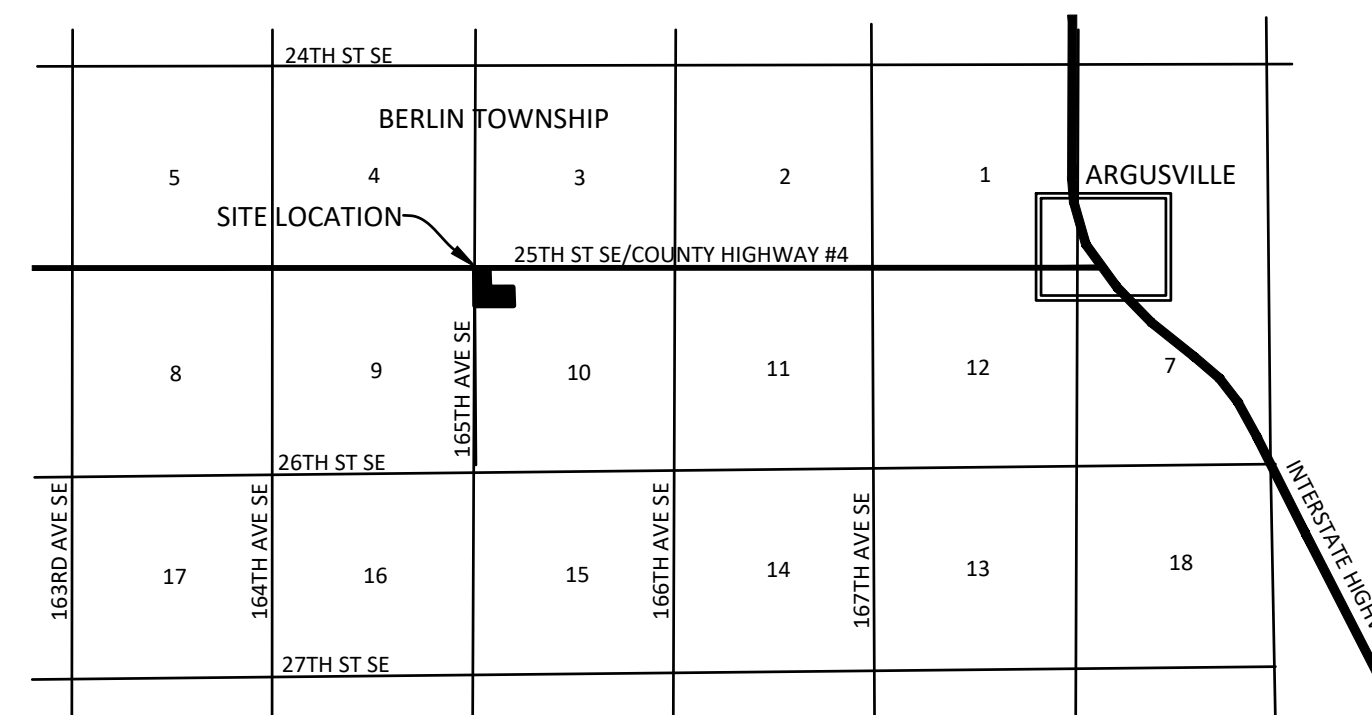 24TH ST SE
BERLIN TOWNSHIP
5
4
3
2
1
ARGUSVILLE
SITE LOCATION
25TH ST SE/COUNTY HIGHWAY #4
8
9
165TH AVE SE
10
11
12
7
26TH ST SE
163RD AVE SE
17
164TH AVE SE
16
15
166TH AVE SE
14
167TH AVE SE
13
18
INTERSTATE
27TH ST SE